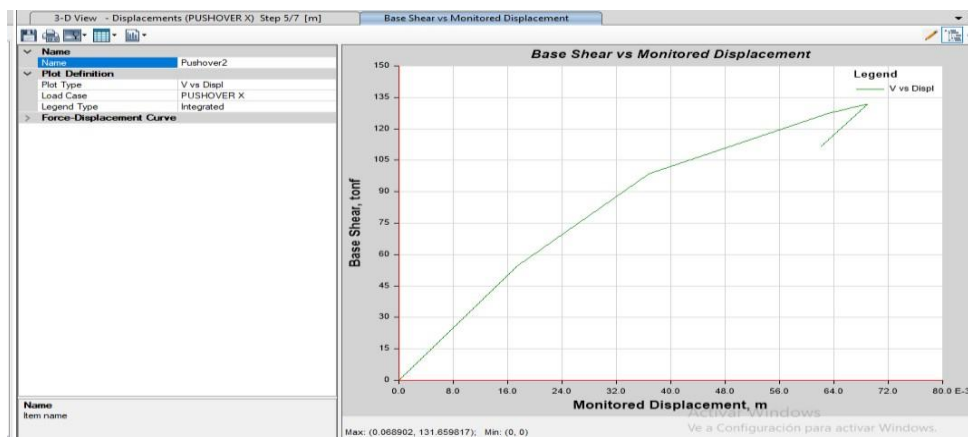 3-D View - Displacements (PUSHOVER X) Step 5/7 [m]
Base Shear vs Monitored Displacement
Name
Name Pushover2
Plot Definition
Plot Type V vs Displ
Load Case PUSHOVER X
Legend Type Integrated
Force-Displacement Curve
Name
Item name
Base Shear vs Monitored Displacement
Legend
V vs Displ
150
135
120
105
90
75
60
45
30
15
0
Base Shear, tonf
0.0 8.0 16.0 24.0 32.0 40.0 48.0 56.0 64.0 72.0 80.0 E-3
Monitored Displacement, m
Activar Windows
Ve a Configuración para activar Windows.
Max: (0.068902, 131.659817); Min: (0, 0)